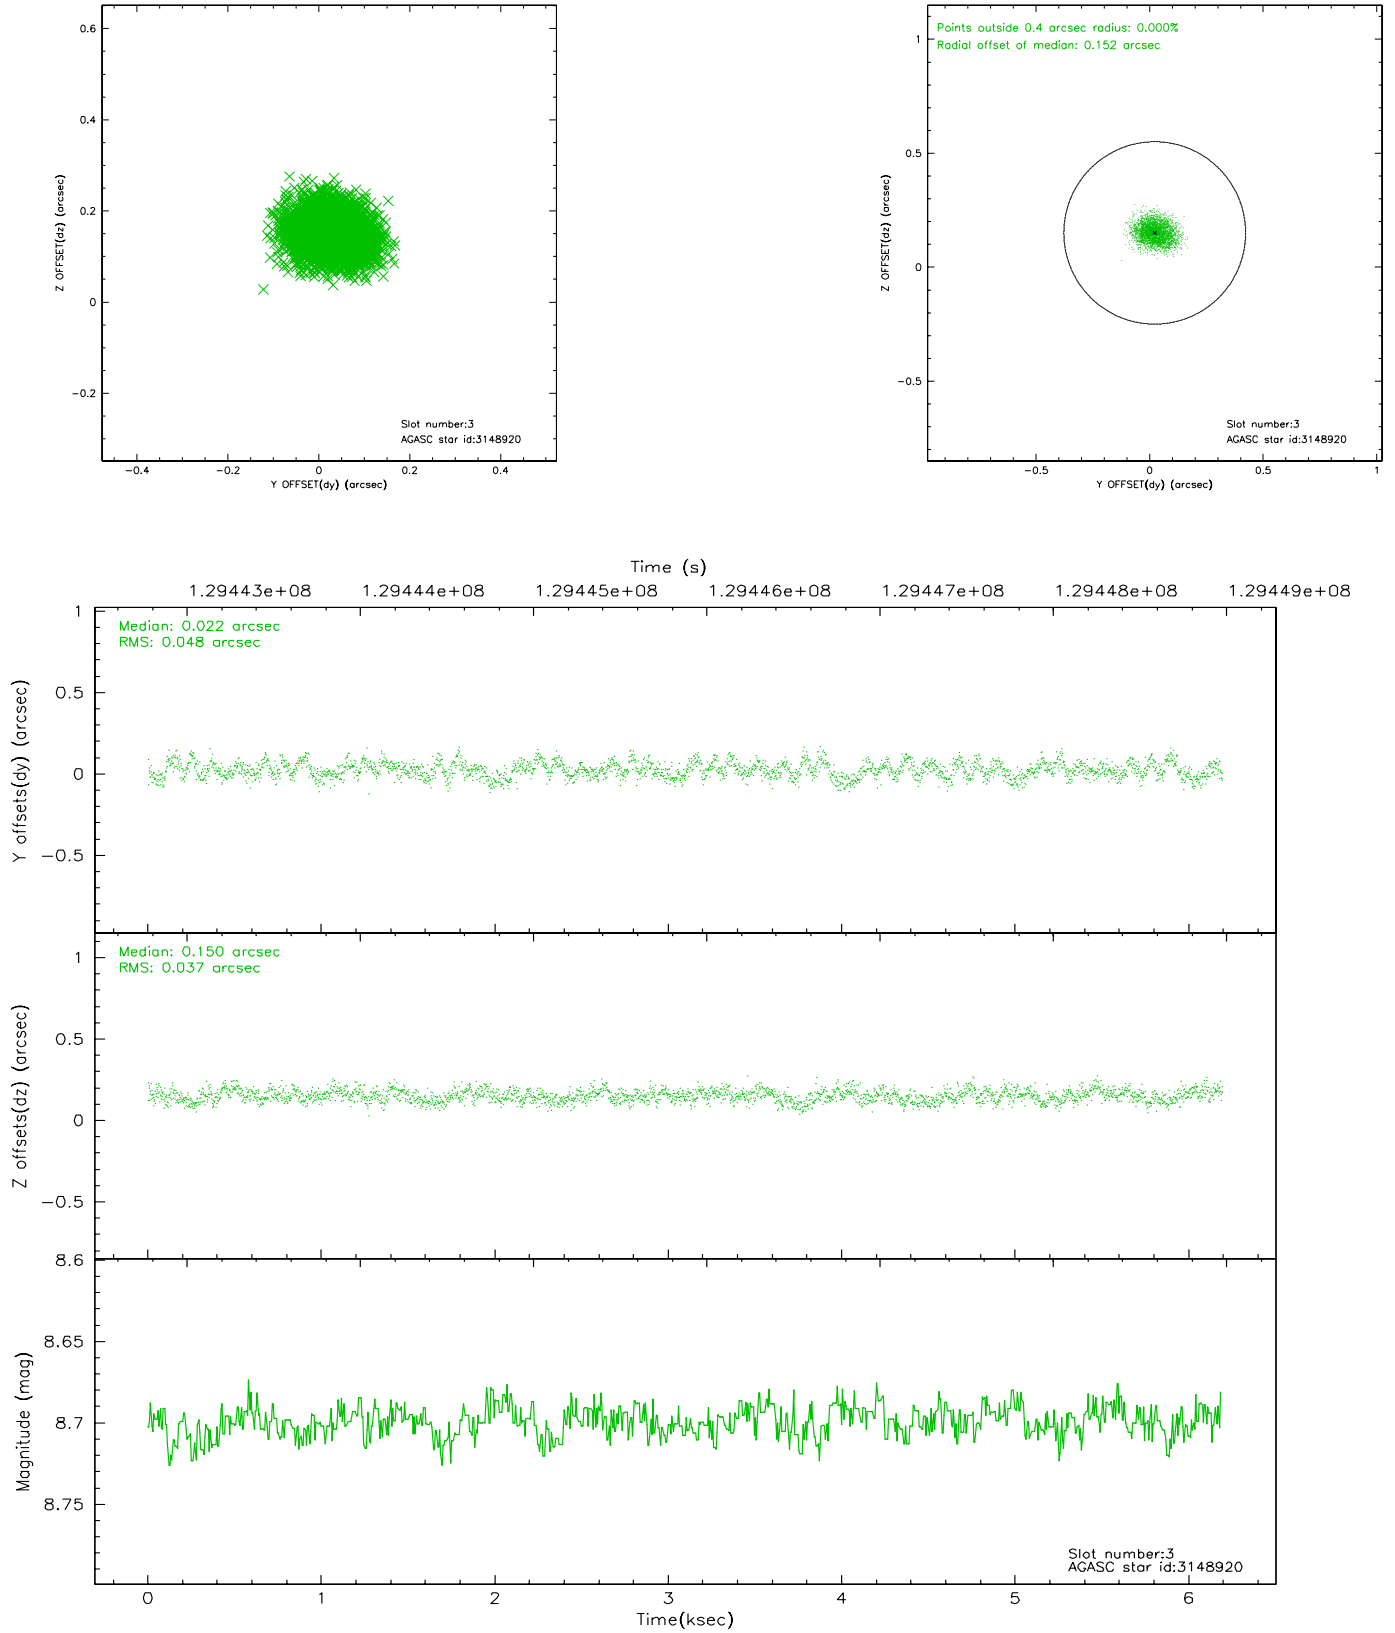 0.6
0.4
0.2
0
−0.2
Z OFFSET(dz) (arcsec)
Slot number:3
AGASC star id:3148920
−0.4 −0.2 0 0.2 0.4
Y OFFSET(dy) (arcsec)
Points outside 0.4 arcsec radius: 0.000%
Radial offset of median: 0.152 arcsec
1
0.5
0
−0.5
Z OFFSET(dz) (arcsec)
Slot number:3
AGASC star id:3148920
−0.5 0 0.5 1
Y OFFSET(dy) (arcsec)
Time (s)
1.29443e+08 1.29444e+08 1.29445e+08 1.29446e+08 1.29447e+08 1.29448e+08 1.29449e+08
Median: 0.022 arcsec
RMS: 0.048 arcsec
1
0.5
0
−0.5
Y offsets(dy) (arcsec)
Median: 0.150 arcsec
RMS: 0.037 arcsec
1
0.5
0
−0.5
Z offsets(dz) (arcsec)
8.6
8.65
8.7
8.75
Magnitude (mag)
Slot number:3
AGASC star id:3148920
0 1 2 3 4 5 6
Time(ksec)